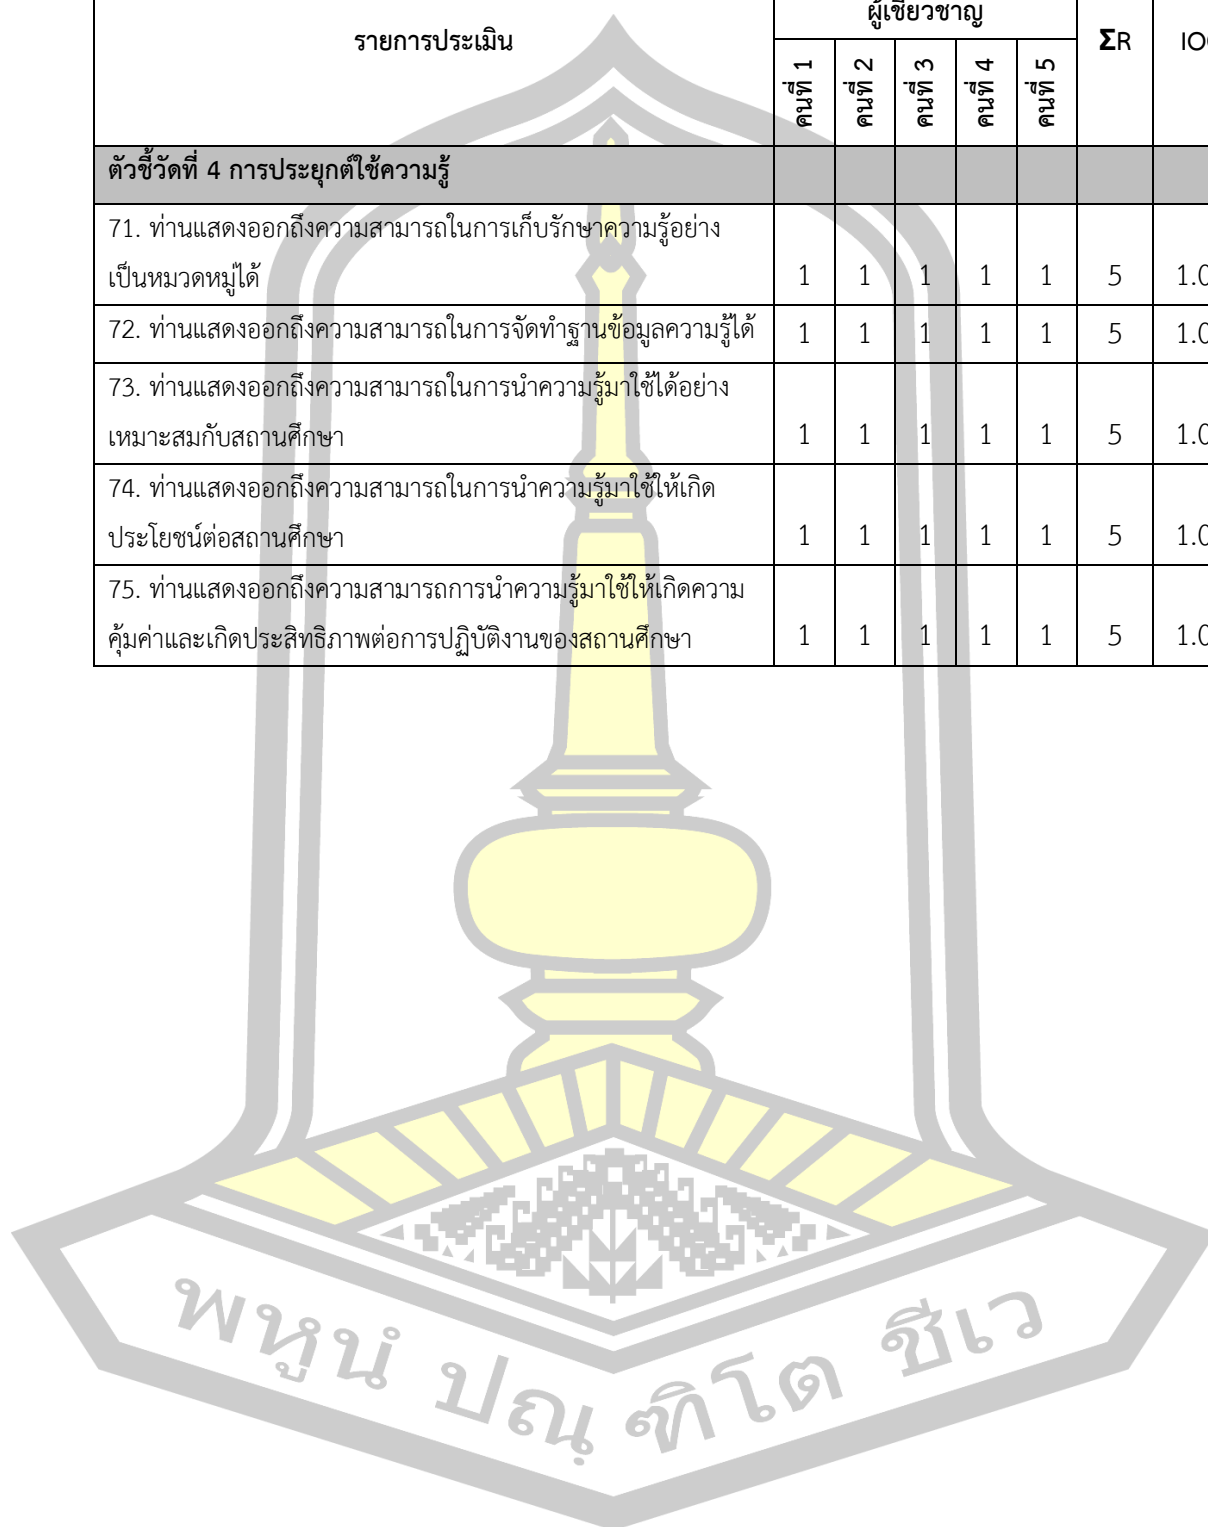 ผู้เชี่ยวชาญ
รายการประเมิน
ΣR
คนที่ 1 คนที่ 2 คนที่ 3 คนที่ 4 คนที่ 5
ตัวชี้วัดที่ 4 การประยุกต์ใช้ความรู้
71. ท่านแสดงออกถึงความสามารถในการเก็บรักษาความรู้อย่าง
เป็นหมวดหมู่ได้ 1 1 1 1 1 5 1.0
72. ท่านแสดงออกถึงความสามารถในการจัดทำฐานข้อมูลความรู้ได้ 1 1 1 1 1 5 1.0
73. ท่านแสดงออกถึงความสามารถในการนำความรู้มาใช้ได้อย่าง
เหมาะสมกับสถานศึกษา 1 1 1 1 1 5 1.0
74. ท่านแสดงออกถึงความสามารถในการนำความรู้มาใช้ให้เกิด
ประโยชน์ต่อสถานศึกษา 1 1 1 1 1 5 1.0
75. ท่านแสดงออกถึงความสามารถการนำความรู้มาใช้ให้เกิดความ
คุ้มค่าและเกิดประสิทธิภาพต่อการปฏิบัติงานของสถานศึกษา 1 1 1 1 1 5 1.0
พหูนํ ปณฺฑิโต ชีเว